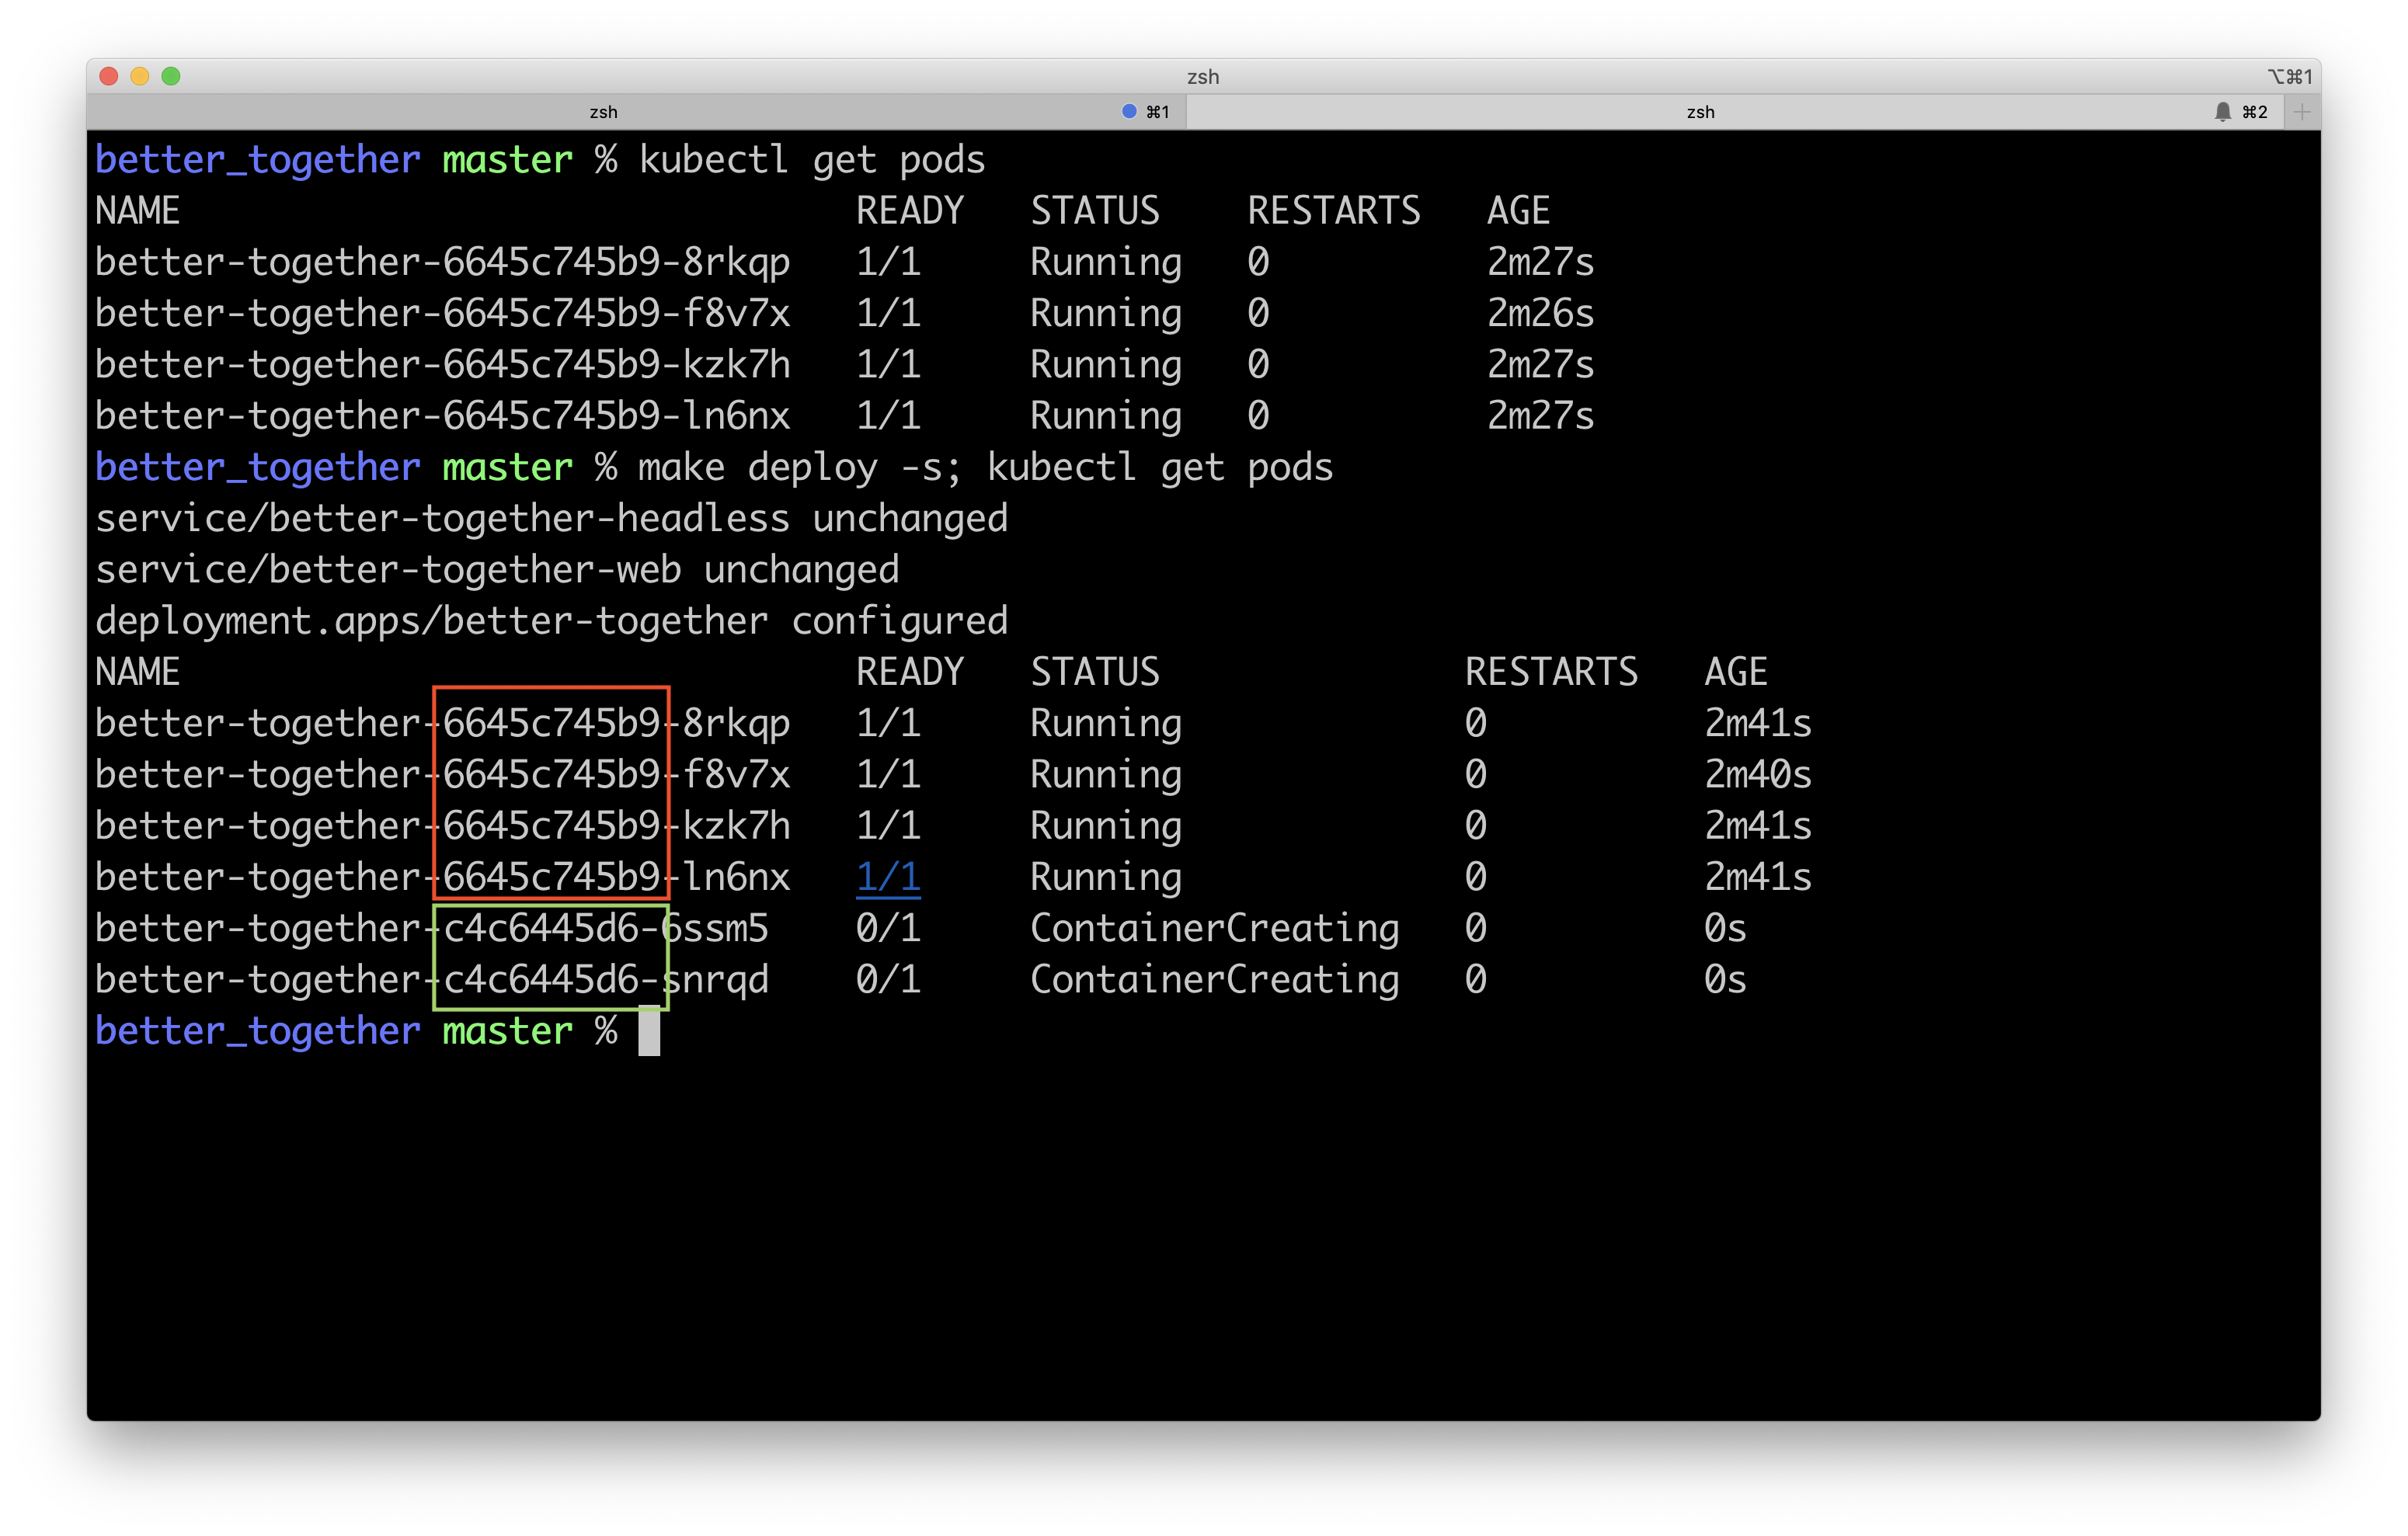 zsh ⌥⌘1
zsh ⌘1 zsh ⌘2 +
better_together master % kubectl get pods
NAME READY STATUS RESTARTS AGE
better-together-6645c745b9-8rkqp 1/1 Running 0 2m27s
better-together-6645c745b9-f8v7x 1/1 Running 0 2m26s
better-together-6645c745b9-kzk7h 1/1 Running 0 2m27s
better-together-6645c745b9-ln6nx 1/1 Running 0 2m27s
better_together master % make deploy -s; kubectl get pods
service/better-together-headless unchanged
service/better-together-web unchanged
deployment.apps/better-together configured
NAME READY STATUS RESTARTS AGE
better-together-6645c745b9-8rkqp 1/1 Running 0 2m41s
better-together-6645c745b9-f8v7x 1/1 Running 0 2m40s
better-together-6645c745b9-kzk7h 1/1 Running 0 2m41s
better-together-6645c745b9-ln6nx 1/1 Running 0 2m41s
better-together-c4c6445d6-6ssm5 0/1 ContainerCreating 0 0s
better-together-c4c6445d6-snrqd 0/1 ContainerCreating 0 0s
better_together master %